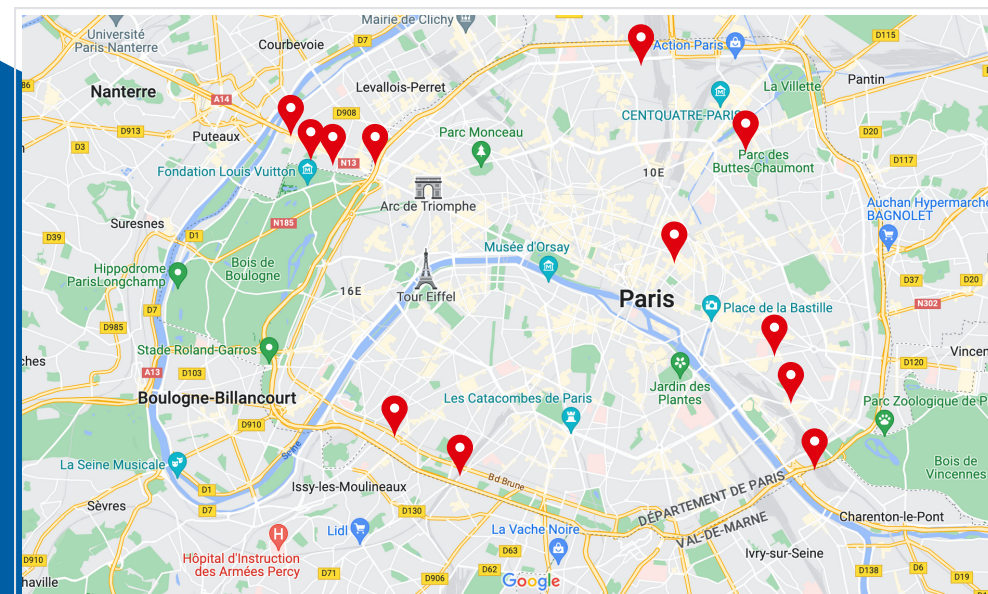 Mairie de Clichy
Université
Paris Nanterre
Courbevoie
D7
D115
Action Paris
Nanterre
A14
Levallois-Perret
La Villette
Pantin
D908
CENTQUATRE-PARIS
D913
D3
Puteaux
Parc Monceau
D20
Fondation Louis Vuitton
N13
Parc des
Buttes-Chaumont
D117
10E
Arc de Triomphe
Auchan Hypermarché
BAGNOLET
Suresnes
N185
D39
D1
Musée d'Orsay
Hippodrome
ParisLongchamp
Bois de
Boulogne
16E
Tour Eiffel
Paris
D37
D20
D7
Place de la Bastille
N302
D985
Stade Roland-Garros
ches
D120
Vincen
A13
D103
Jardin des
Plantes
Boulogne-Billancourt
Les Catacombes de Paris
Parc Zoologique de P
D910
La Seine Musicale
Seine
Bois de
Vincennes
D1
Issy-les-Moulineaux
Bd Brune
DÉPARTEMENT DE PARIS
VAL-DE-MARNE
Sèvres
D7
D130
Charenton-le-Pont
Lidl
La Vache Noire
Hôpital d'Instruction
des Armées Percy
D63
Ivry-sur-Seine
D910
D71
D906
D62
Google
D138
D6
D19
haville